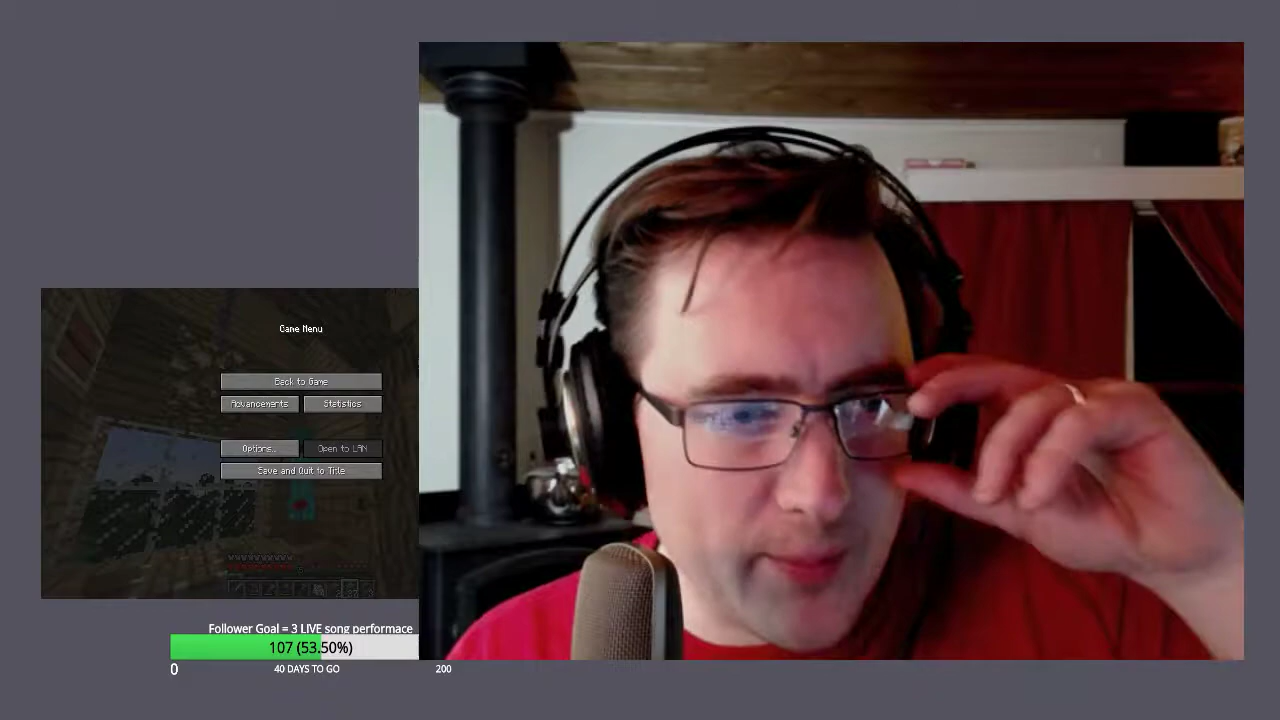 Game Menu
Back to Game
Advancements
Statistics
Options...
Open to LAN
Save and Quit to Title
Follower Goal = 3 LIVE song performace
107 (53.50%)
0
40 DAYS TO GO
200